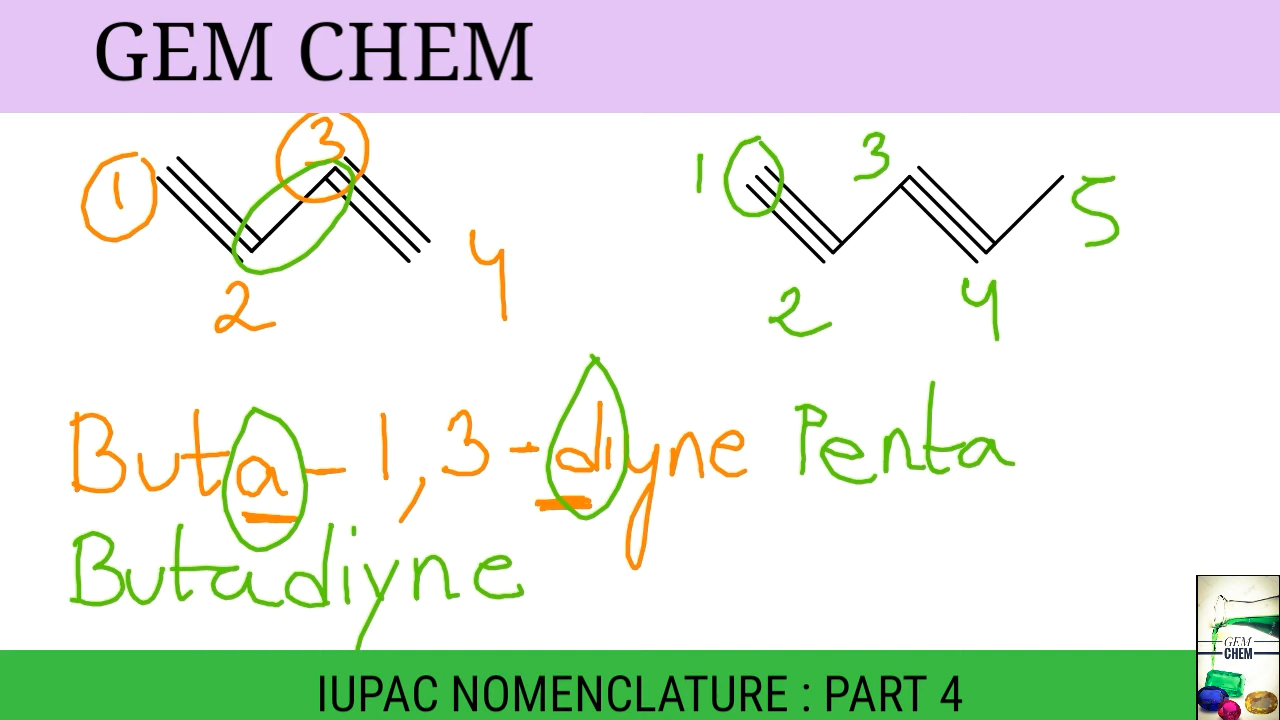 GEM CHEM
1
3
2
4
1
3
5
2
4
Buta-1,3-diyne Penta
Butadiyne
GEM
CHEM
IUPAC NOMENCLATURE : PART 4